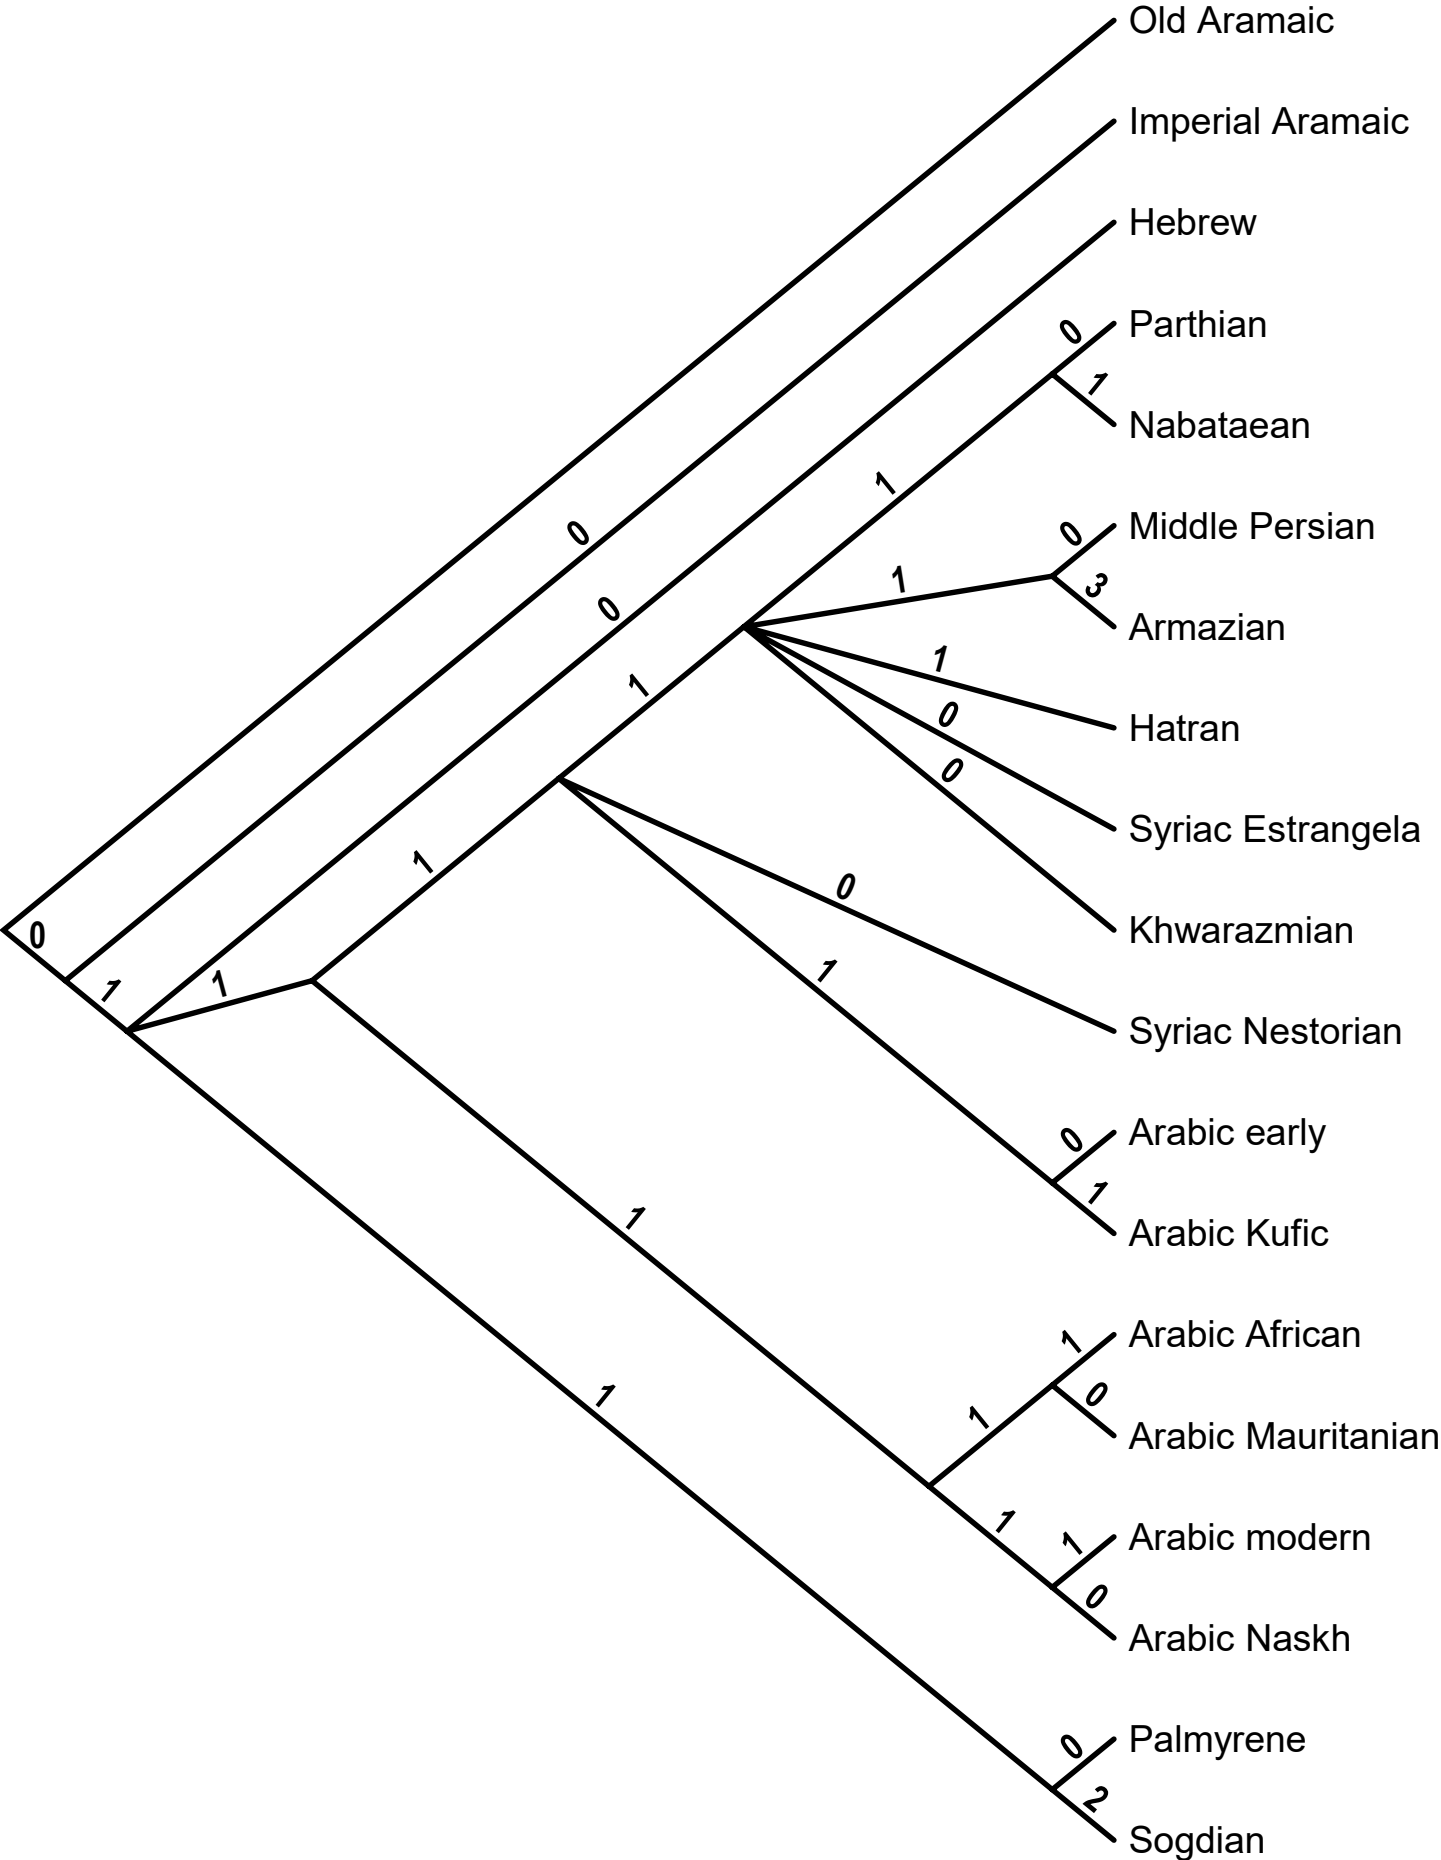 Old Aramaic
Imperial Aramaic
Hebrew
0
Parthian
1
Nabataean
1
0
Middle Persian
0
1
3
Armazian
0
1
Hatran
1
0
0
Syriac Estrangela
1
0
Khwarazmian
0
1
1
1
Syriac Nestorian
0
Arabic early
1
1
Arabic Kufic
1
Arabic African
1
1
0
Arabic Mauritanian
1
1
Arabic modern
0
Arabic Naskh
0
Palmyrene
2
Sogdian